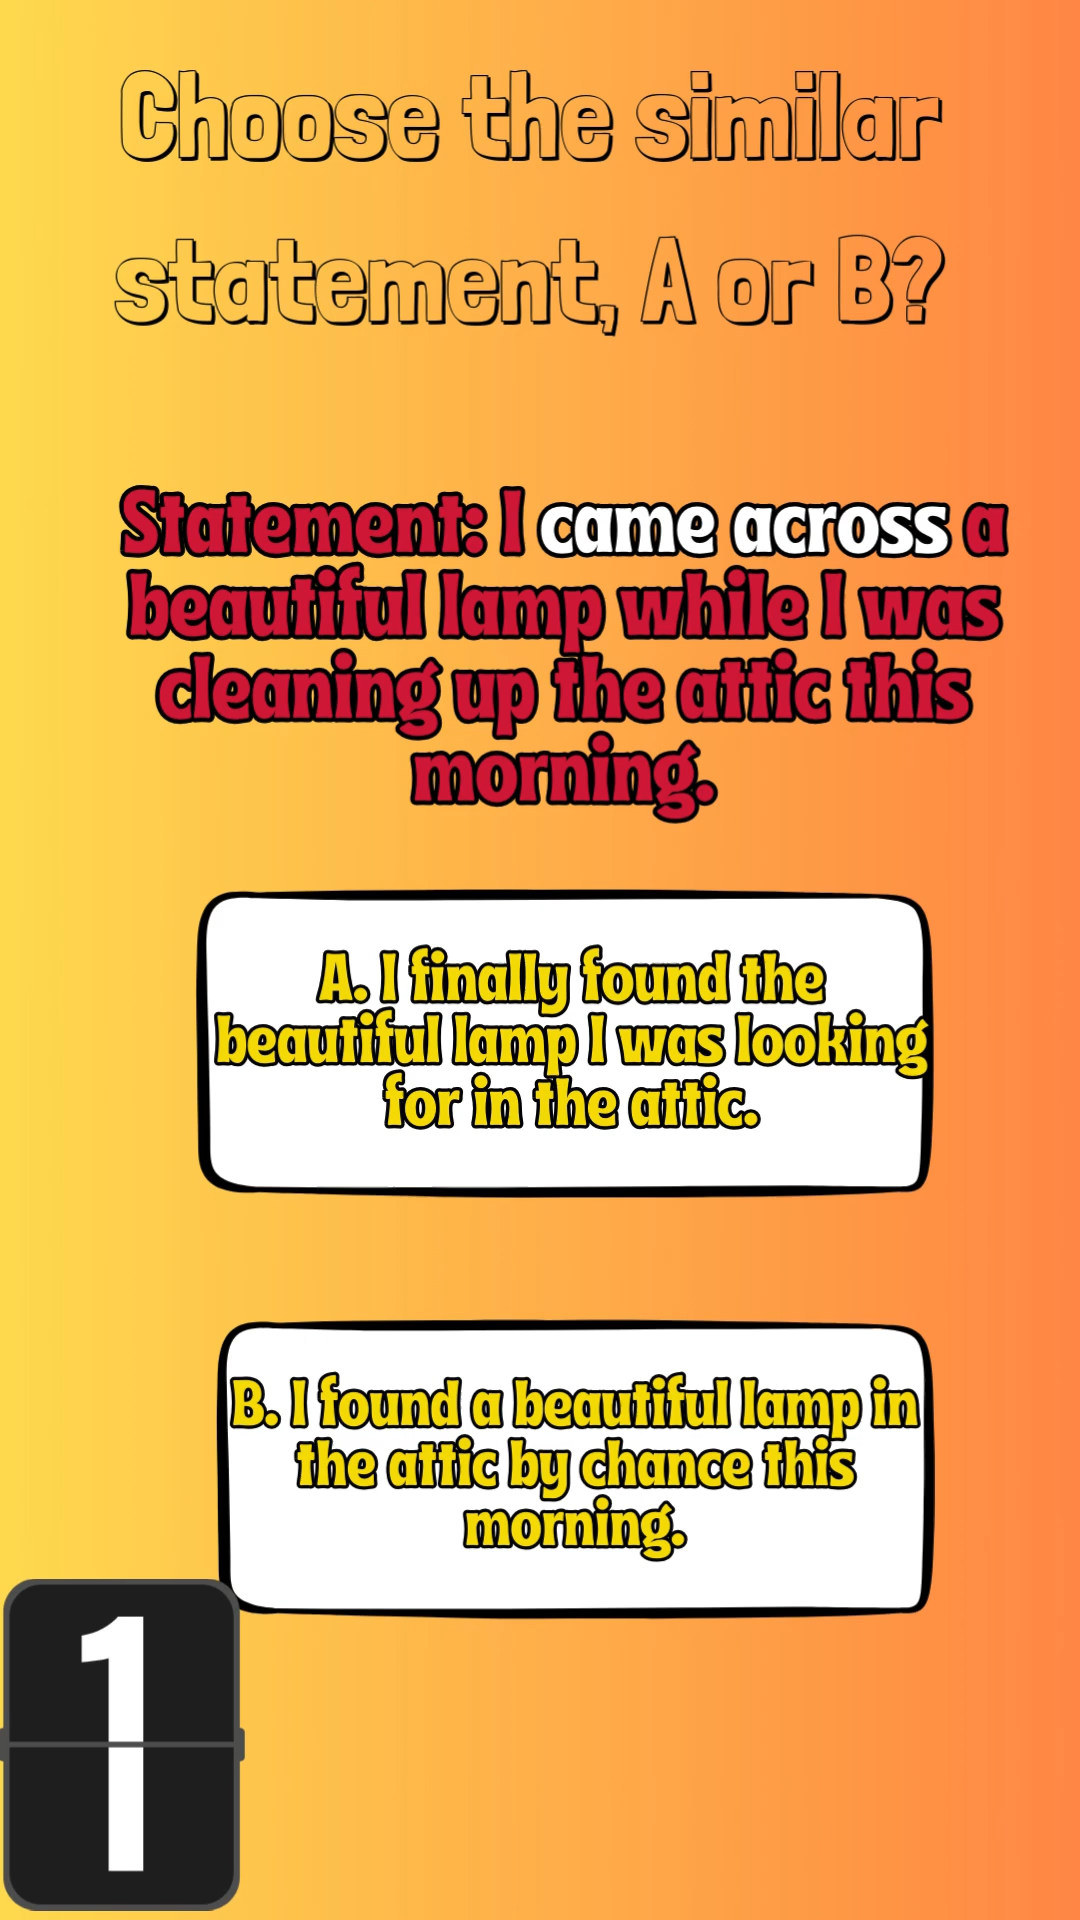 Choose the similar
statement, A or B?
Statement: I came across a
beautiful lamp while I was
cleaning up the attic this
morning.
A. I finally found the
beautiful lamp I was looking
for in the attic.
B. I found a beautiful lamp in
the attic by chance this
morning.
1